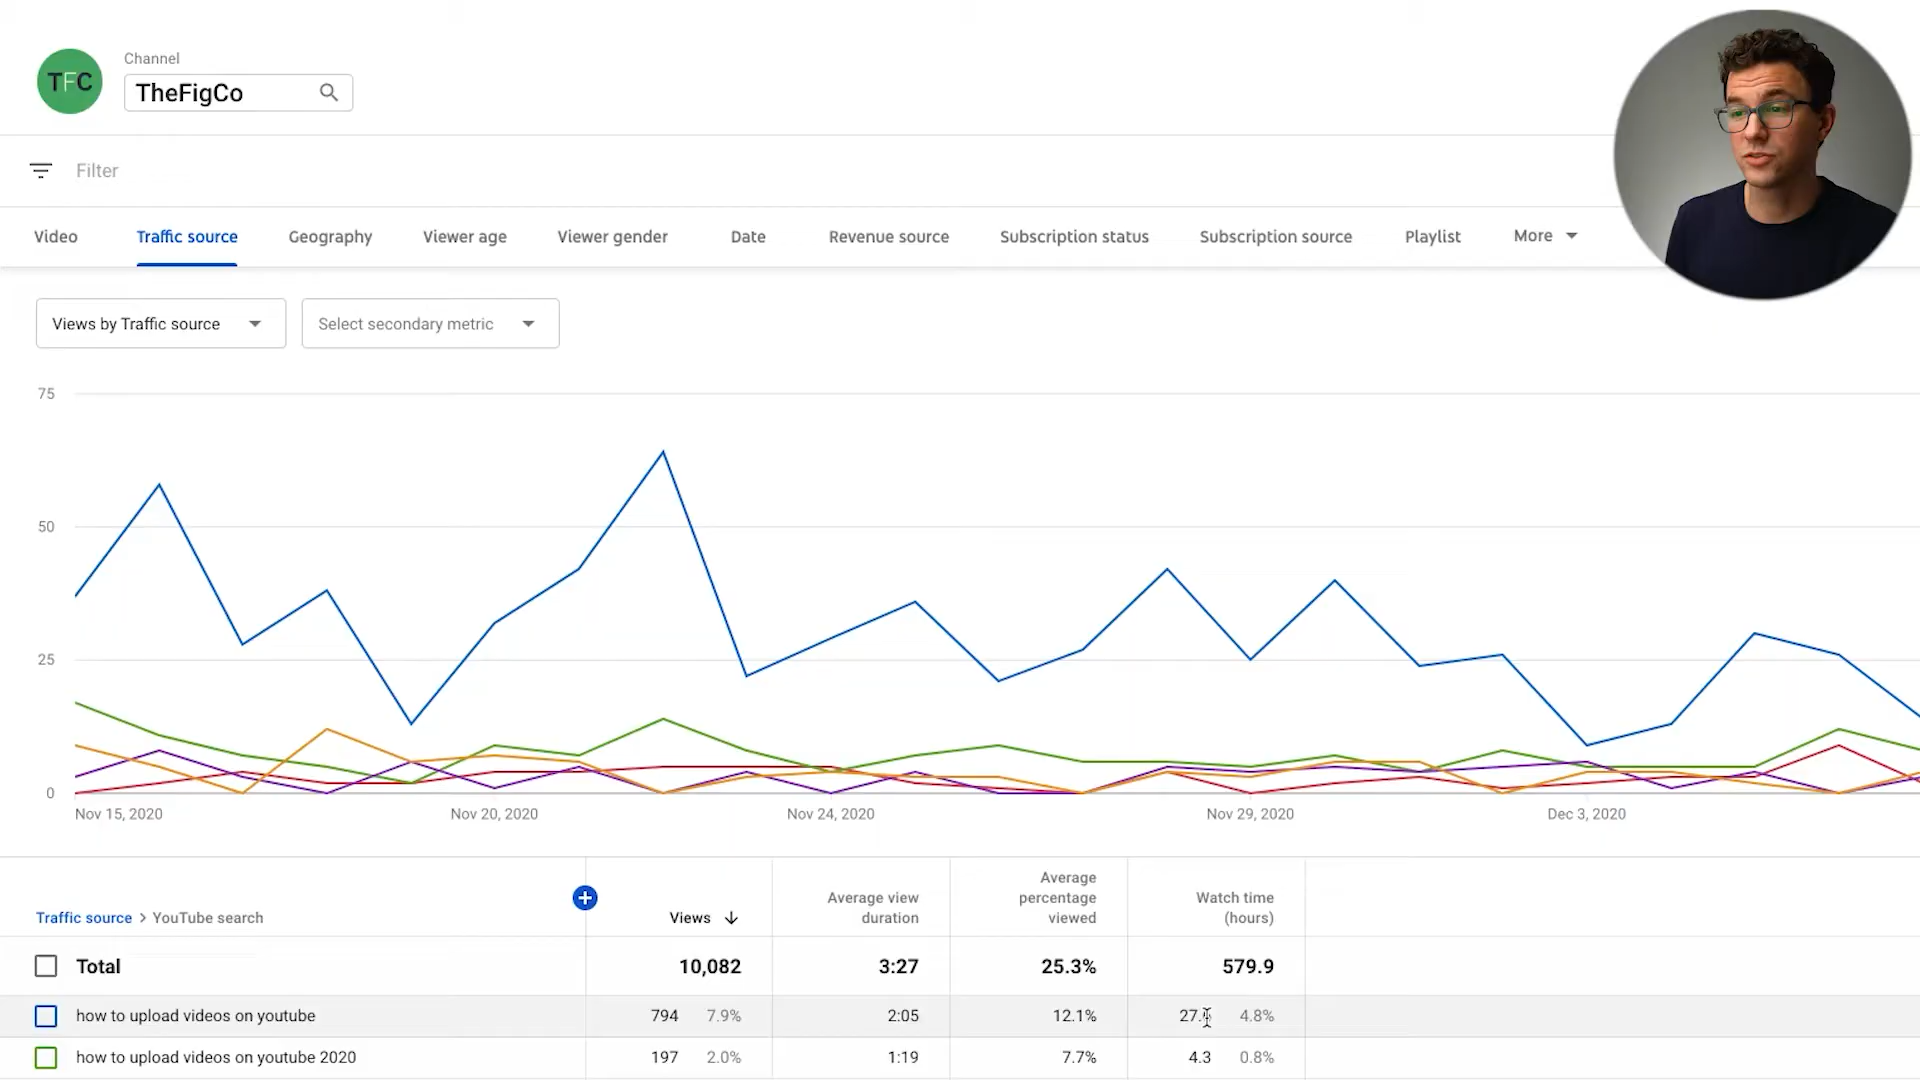 TFC
Channel
TheFigCo
Filter
Video Traffic source Geography Viewer age Viewer gender Date Revenue source Subscription status Subscription source Playlist More
Views by Traffic source Select secondary metric
75
50
25
0
Nov 15, 2020 Nov 20, 2020 Nov 24, 2020 Nov 29, 2020 Dec 3, 2020
Traffic source > YouTube search Views Average view duration Average percentage viewed Watch time (hours)
Total 10,082 3:27 25.3% 579.9
how to upload videos on youtube 794 7.9% 2:05 12.1% 4.8%
how to upload videos on youtube 2020 197 2.0% 1:19 7.7% 4.3 0.8%